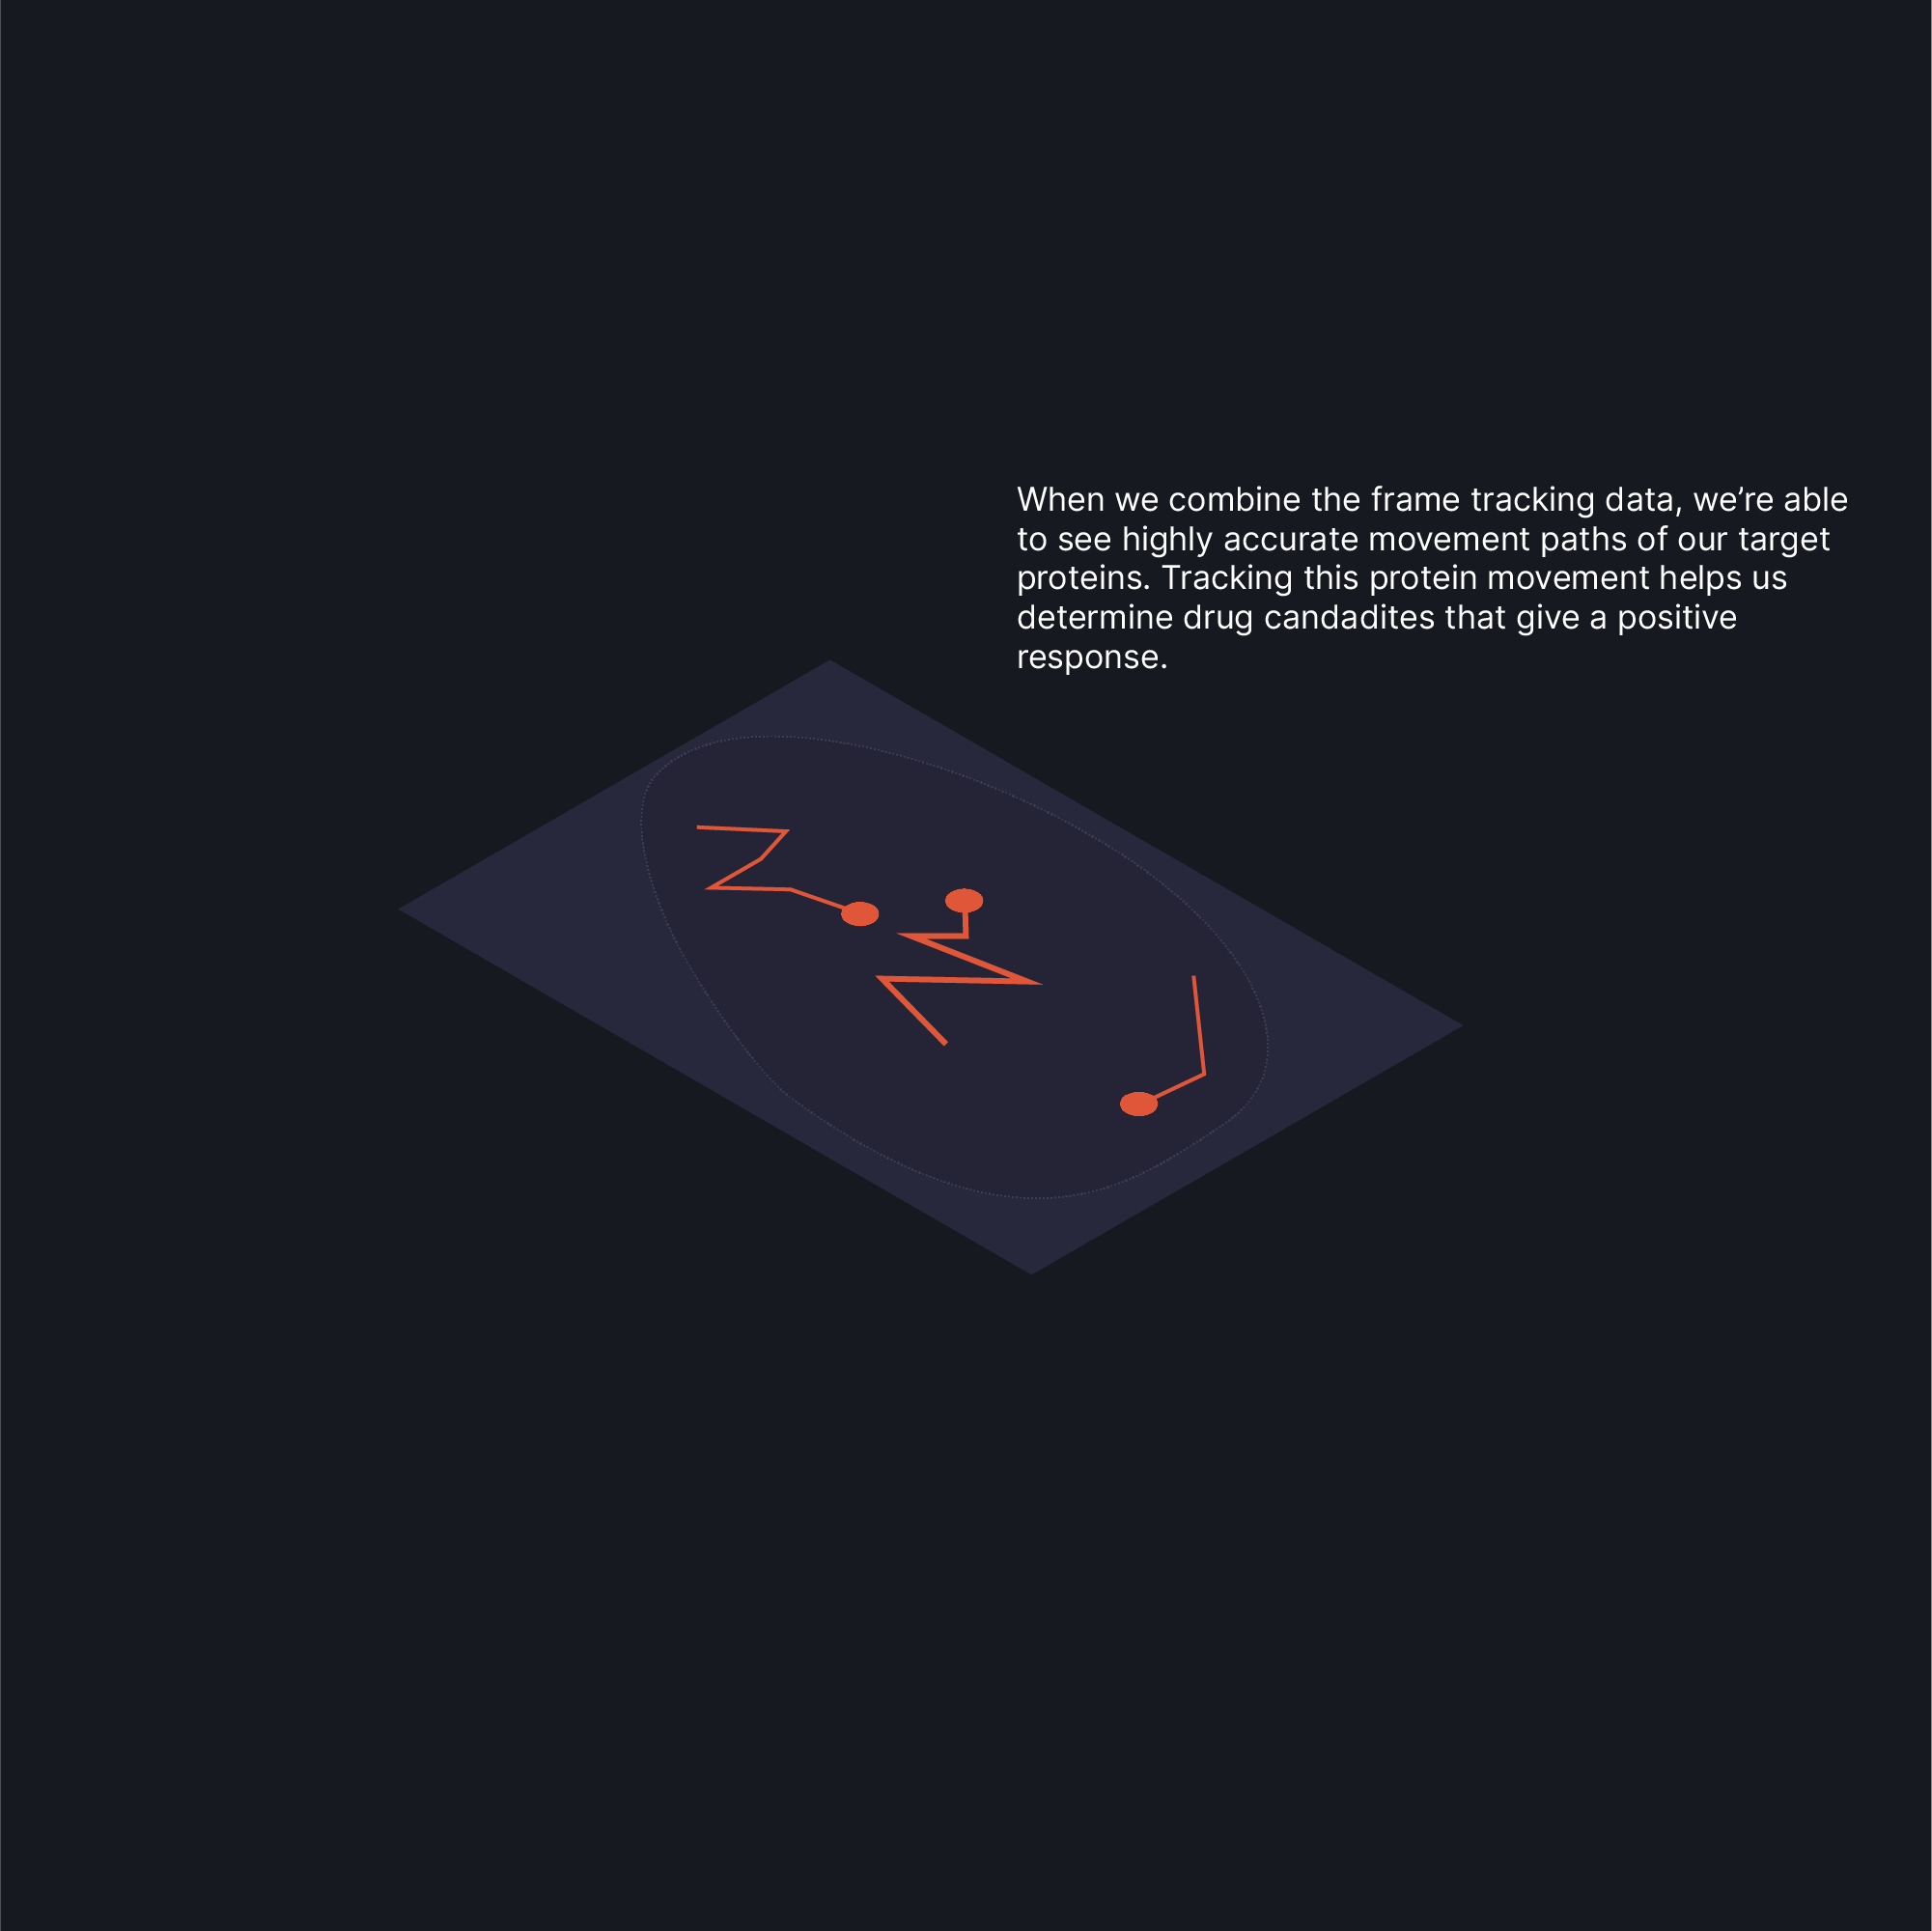 When we combine the frame tracking data, we’re able
to see highly accurate movement paths of our target
proteins. Tracking this protein movement helps us
determine drug candadites that give a positive
response.